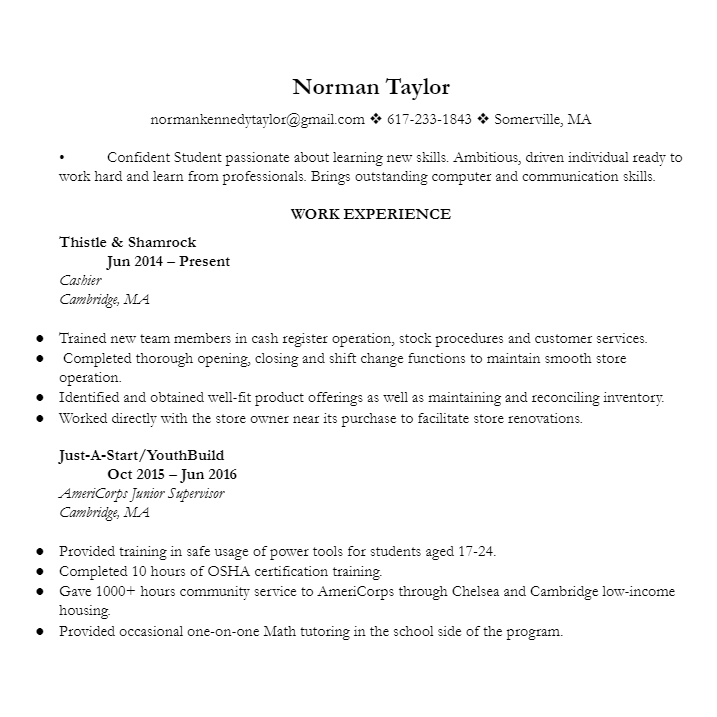 Norman Taylor
normankennedytaylor@gmail.com ❖ 617-233-1843 ❖ Somerville, MA
• Confident Student passionate about learning new skills. Ambitious, driven individual ready to
work hard and learn from professionals. Brings outstanding computer and communication skills.
WORK EXPERIENCE
Thistle & Shamrock
Jun 2014 – Present
Cashier
Cambridge, MA
● Trained new team members in cash register operation, stock procedures and customer services.
● Completed thorough opening, closing and shift change functions to maintain smooth store
operation.
● Identified and obtained well-fit product offerings as well as maintaining and reconciling inventory.
● Worked directly with the store owner near its purchase to facilitate store renovations.
Just-A-Start/YouthBuild
Oct 2015 – Jun 2016
AmeriCorps Junior Supervisor
Cambridge, MA
● Provided training in safe usage of power tools for students aged 17-24.
● Completed 10 hours of OSHA certification training.
● Gave 1000+ hours community service to AmeriCorps through Chelsea and Cambridge low-income
housing.
● Provided occasional one-on-one Math tutoring in the school side of the program.